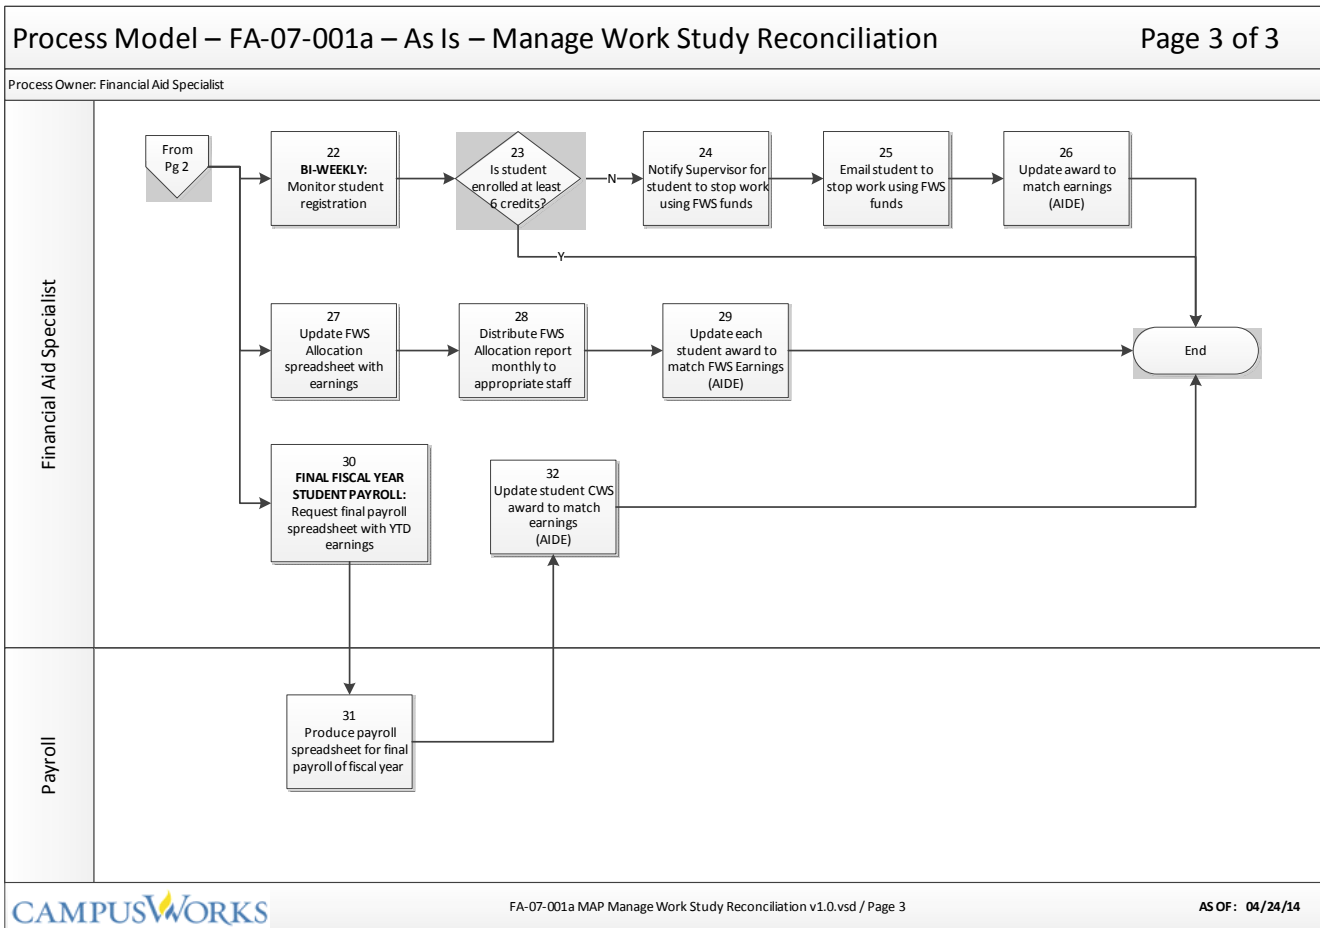 Process Model – FA-07-001a – As Is – Manage Work Study Reconciliation
Page 3 of 3
Process Owner: Financial Aid Specialist
Financial Aid Specialist
From
Pg 2
22
BI-WEEKLY:
Monitor student
registration
23
Is student
enrolled at least
6 credits?
N
24
Notify Supervisor for
student to stop work
using FWS funds
25
Email student to
stop work using FWS
funds
26
Update award to
match earnings
(AIDE)
Y
27
Update FWS
Allocation
spreadsheet with
earnings
28
Distribute FWS
Allocation report
monthly to
appropriate staff
29
Update each
student award to
match FWS Earnings
(AIDE)
End
30
FINAL FISCAL YEAR
STUDENT PAYROLL:
Request final payroll
spreadsheet with YTD
earnings
32
Update student CWS
award to match
earnings
(AIDE)
Payroll
31
Produce payroll
spreadsheet for final
payroll of fiscal year
CAMPUSWORKS
FA-07-001a MAP Manage Work Study Reconciliation v1.0.vsd / Page 3
AS OF: 04/24/14